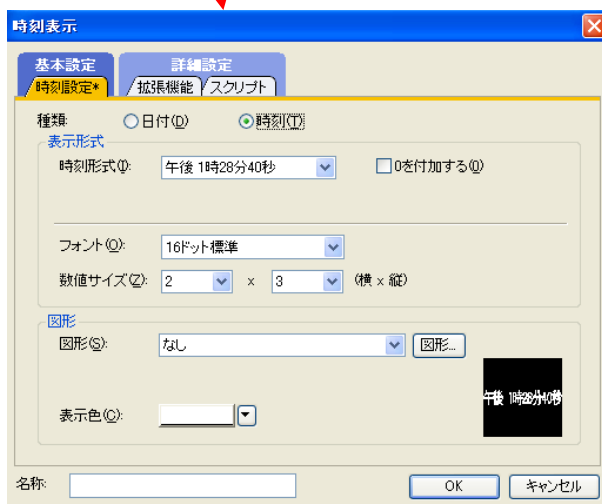 時刻表示
基本設定 詳細設定
時刻設定* 拡張機能 スクリプト
種類: 日付(D) 時刻(T)
表示形式
時刻形式(I): 午後 1時28分40秒 0を付加する(0)
フォント(O): 16ドット標準
数値サイズ(Z): 2 x 3 (横 x 縦)
図形
図形(S): なし 図形...
午後 1時28分40秒
表示色(C):
名称: OK キャンセル